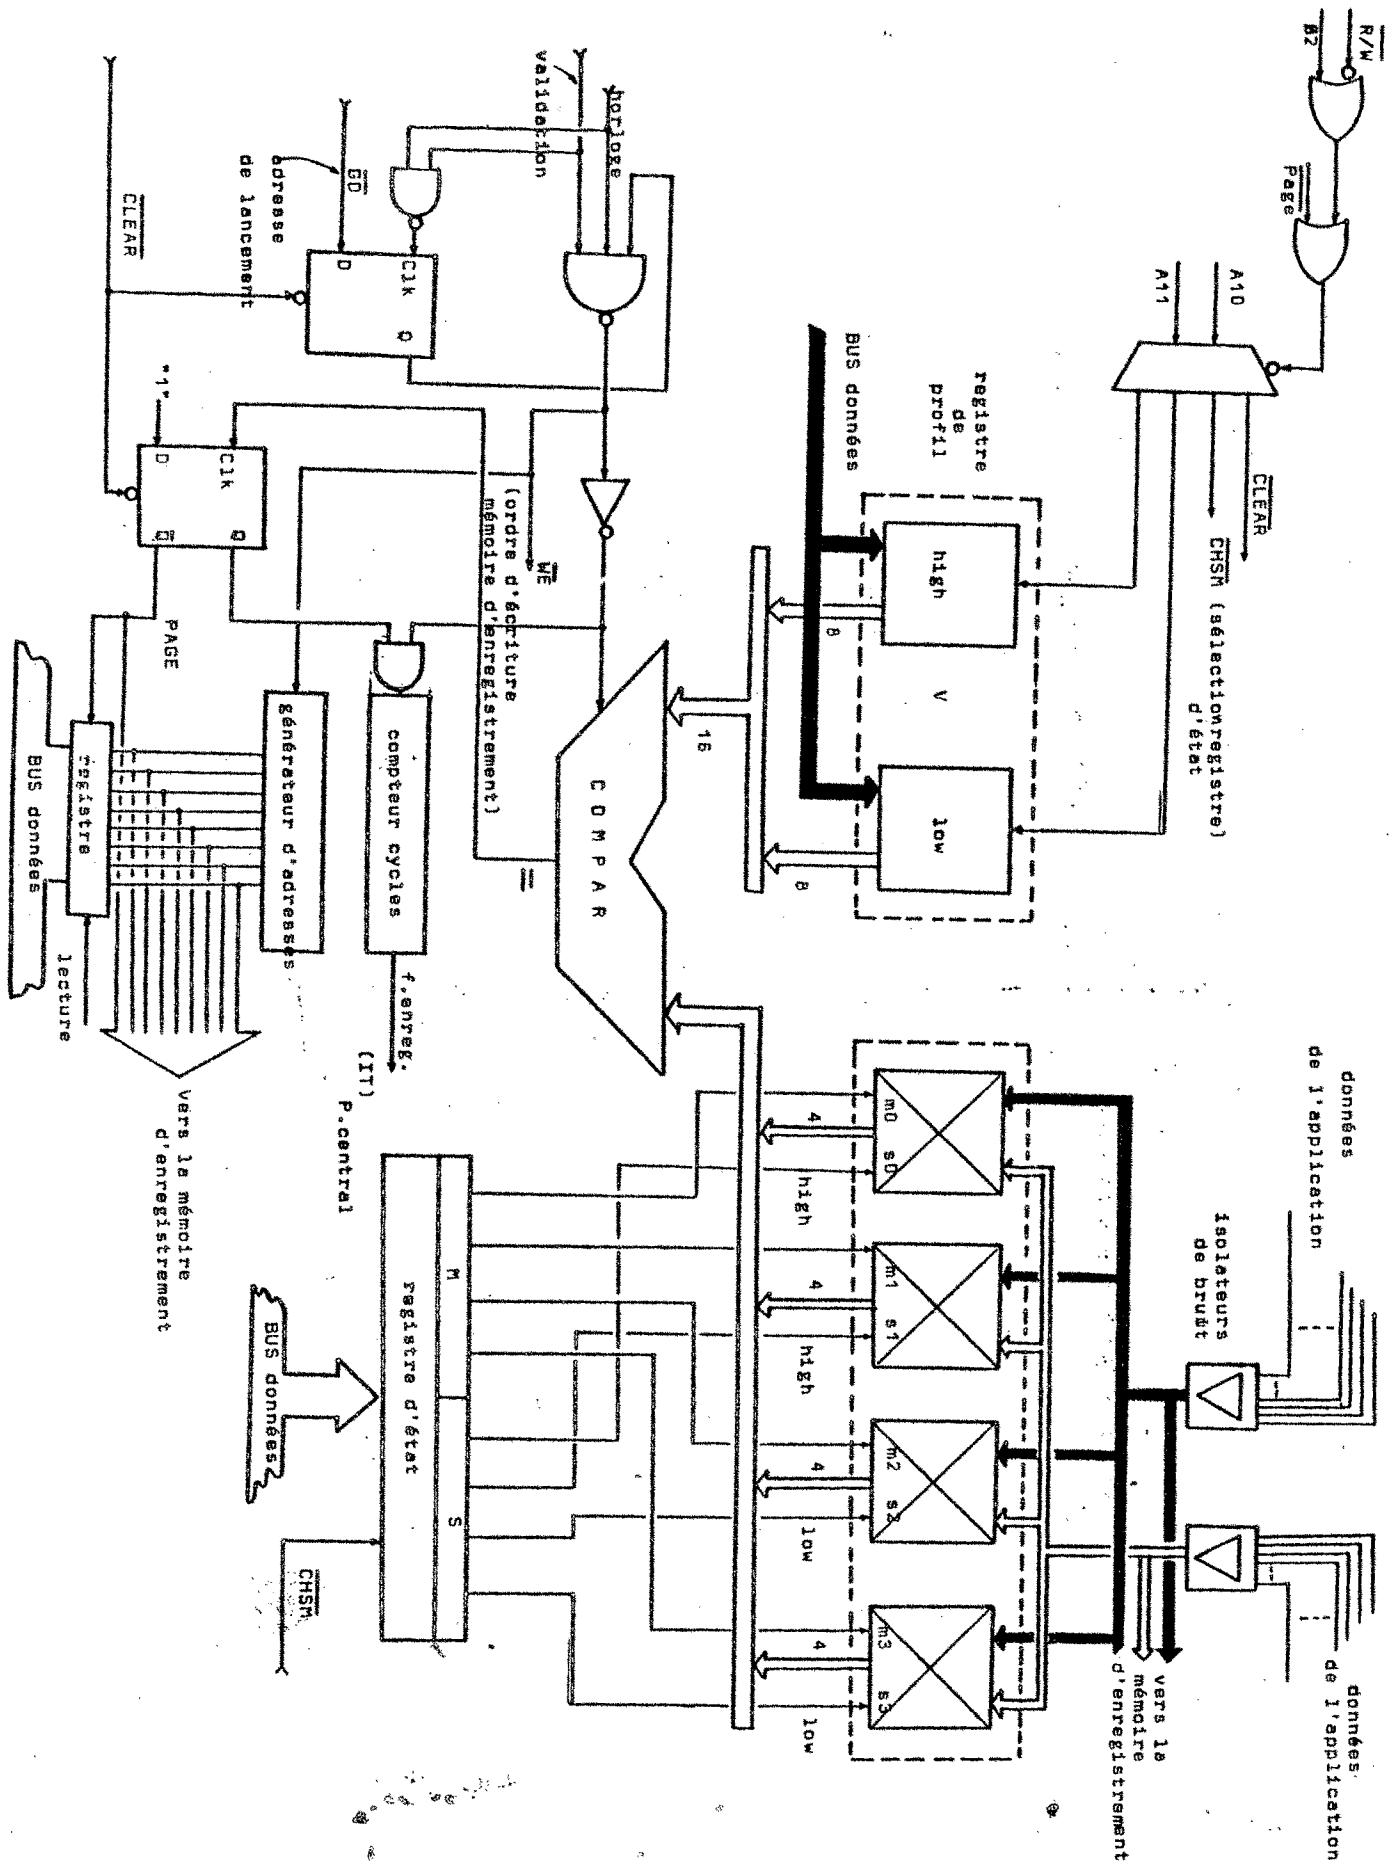 R/W
ø2
Page
A10
A11
CLEAR
CHSM (sélectionregistre)
d'état
registre
de
profil
BUS données
high
V
low
8
8
16
données
de l'application
isolateurs
de bruit
données
de l'application
vers la
mémoire
d'enregistrement
m0
s0
m1
s1
m2
s2
m3
s3
4
high
4
high
4
low
4
low
horloge
validation
GO
adresse
de lancement
CLEAR
Clk
D
Q
"1"
Clk
D
Q
Q
WE
(ordre d'écriture
mémoire d'enregistrement)
COMPAR
=
compteur cycles
f.enreg.
(IT)
P.central
générateur d'adresses
PAGE
registre
BUS données
lecture
vers la mémoire
d'enregistrement
M
S
registre d'état
BUS données
CHSM